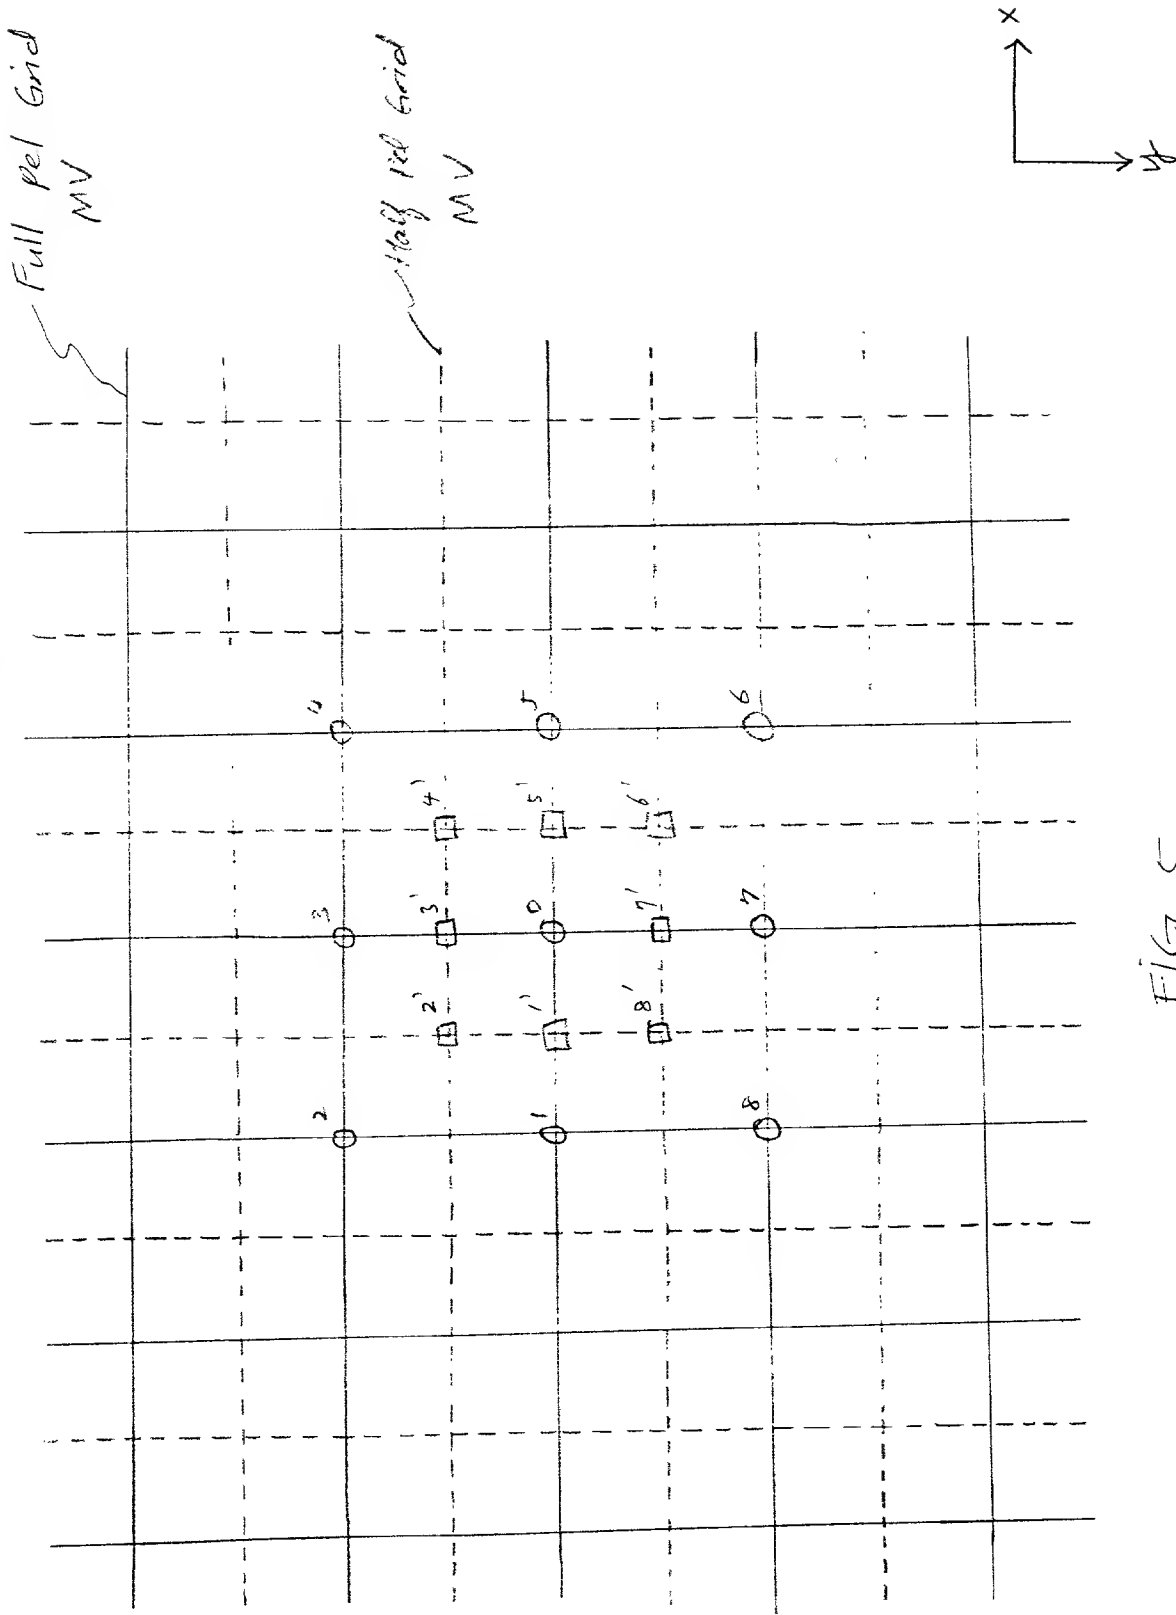 Full Pel Grid
MV
Half Pel Grid
MV
X
y
2 3 4
2' 3' 4'
1 1' 0 5' 5
8' 7' 6'
8 7 6
FIG 5